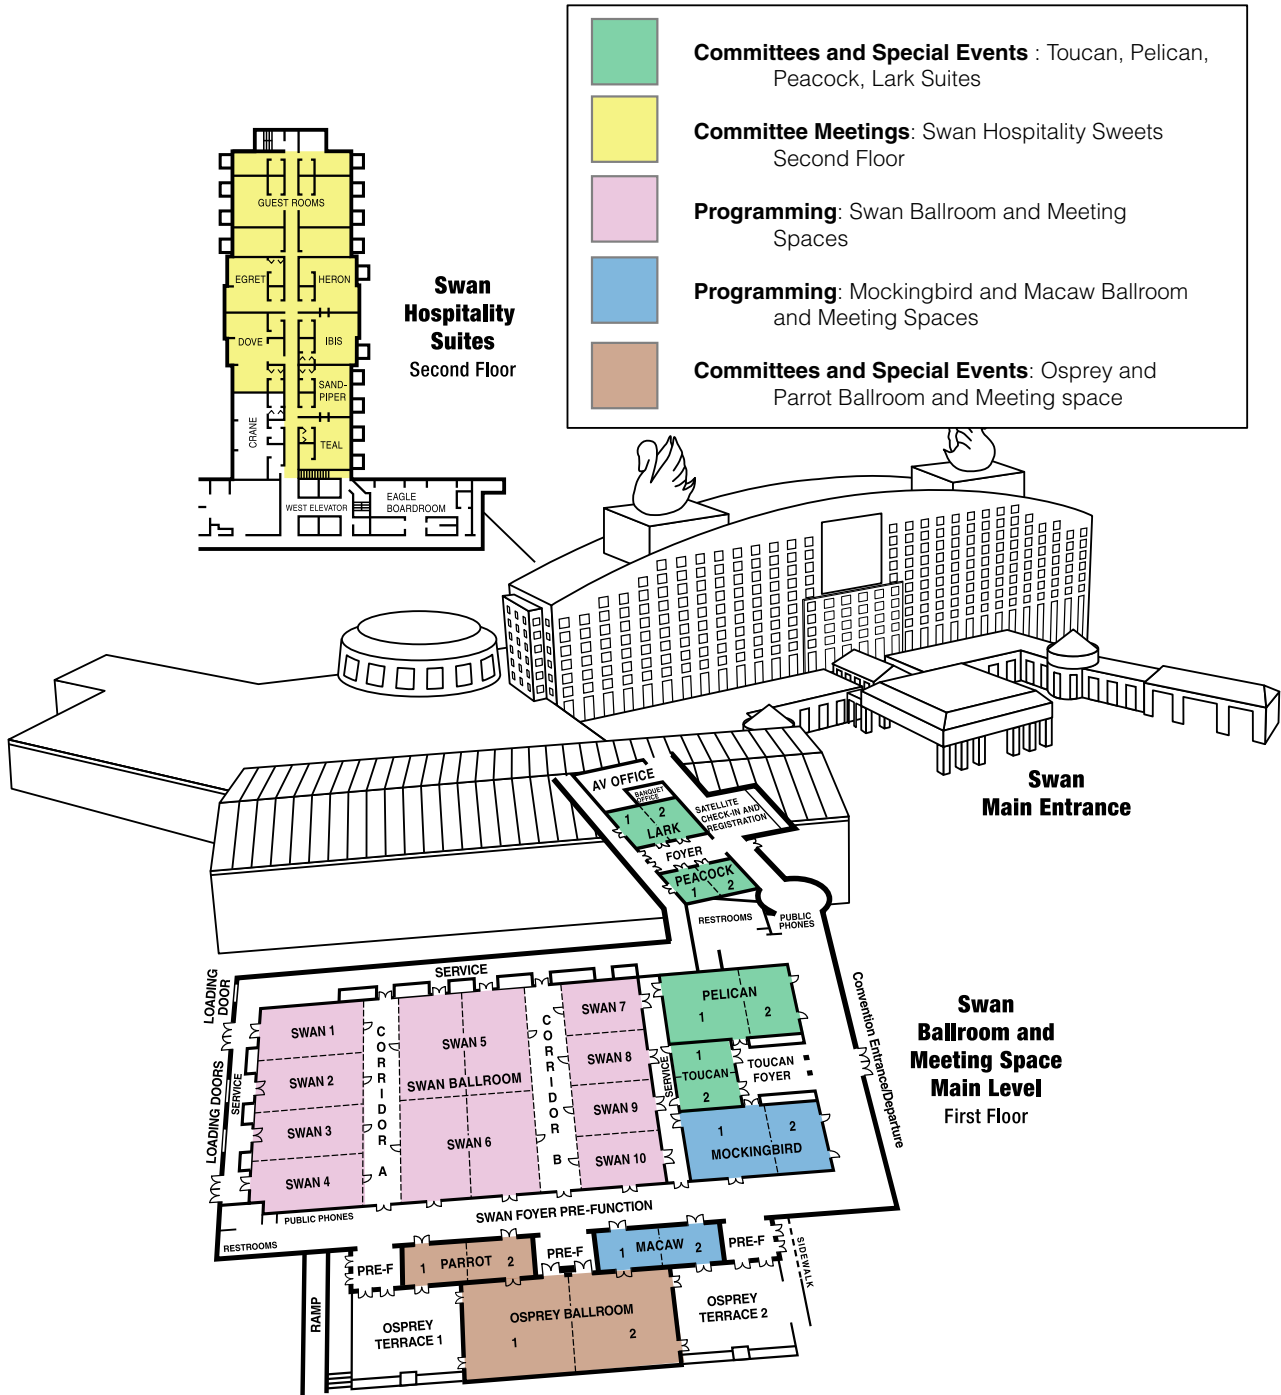 Committees and Special Events : Toucan, Pelican,
Peacock, Lark Suites
Committee Meetings: Swan Hospitality Sweets
Second Floor
Programming: Swan Ballroom and Meeting
Spaces
Programming: Mockingbird and Macaw Ballroom
and Meeting Spaces
Committees and Special Events: Osprey and
Parrot Ballroom and Meeting space
GUEST ROOMS
EGRET
HERON
DOVE
IBIS
SAND-
PIPER
CRANE
TEAL
WEST ELEVATOR
EAGLE
BOARDROOM
Swan
Hospitality
Suites
Second Floor
Swan
Main Entrance
AV OFFICE
BANQUET
OFFICE
SATELLITE
CHECK-IN AND
REGISTRATION
1 2
LARK
FOYER
PEACOCK
1 2
RESTROOMS
PUBLIC
PHONES
Convention Entrance/Departure
Swan
Ballroom and
Meeting Space
Main Level
First Floor
LOADING
DOOR
LOADING DOORS
SERVICE
SERVICE
SWAN 1
SWAN 2
SWAN 3
SWAN 4
CORRIDOR A
SWAN 5
SWAN BALLROOM
SWAN 6
CORRIDOR B
SWAN 7
SWAN 8
SWAN 9
SWAN 10
SERVICE
PELICAN
1 2
1
TOUCAN
2
TOUCAN
FOYER
1 2
MOCKINGBIRD
PUBLIC PHONES
RESTROOMS
SWAN FOYER PRE-FUNCTION
PRE-F
1 PARROT 2
PRE-F
1 MACAW 2
PRE-F
SIDEWALK
RAMP
OSPREY
TERRACE 1
OSPREY BALLROOM
1 2
OSPREY
TERRACE 2